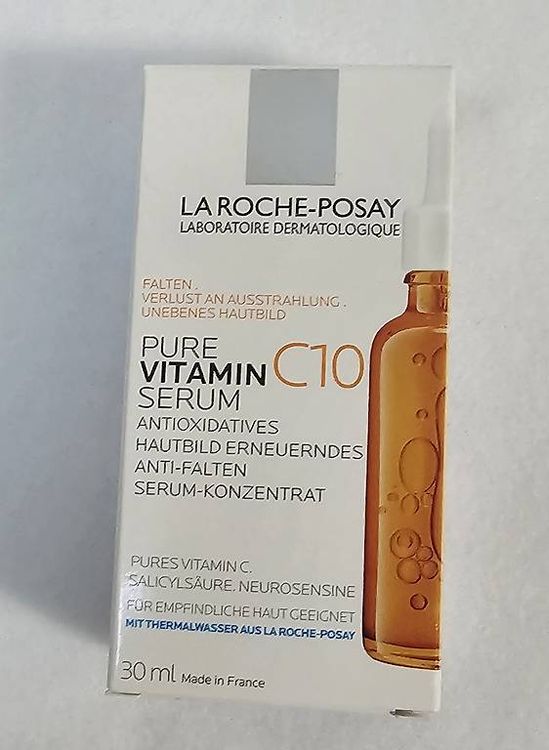 LA ROCHE-POSAY
LABORATOIRE DERMATOLOGIQUE
FALTEN .
VERLUST AN AUSSTRAHLUNG .
UNEBENES HAUTBILD
PURE
VITAMIN C10
SERUM
ANTIOXIDATIVES
HAUTBILD ERNEUERNDES
ANTI-FALTEN
SERUM-KONZENTRAT
PURES VITAMIN C.
SALICYLSÄURE. NEUROSENSINE
FÜR EMPFINDLICHE HAUT GEEIGNET
MIT THERMALWASSER AUS LA ROCHE-POSAY
30 ml Made in France